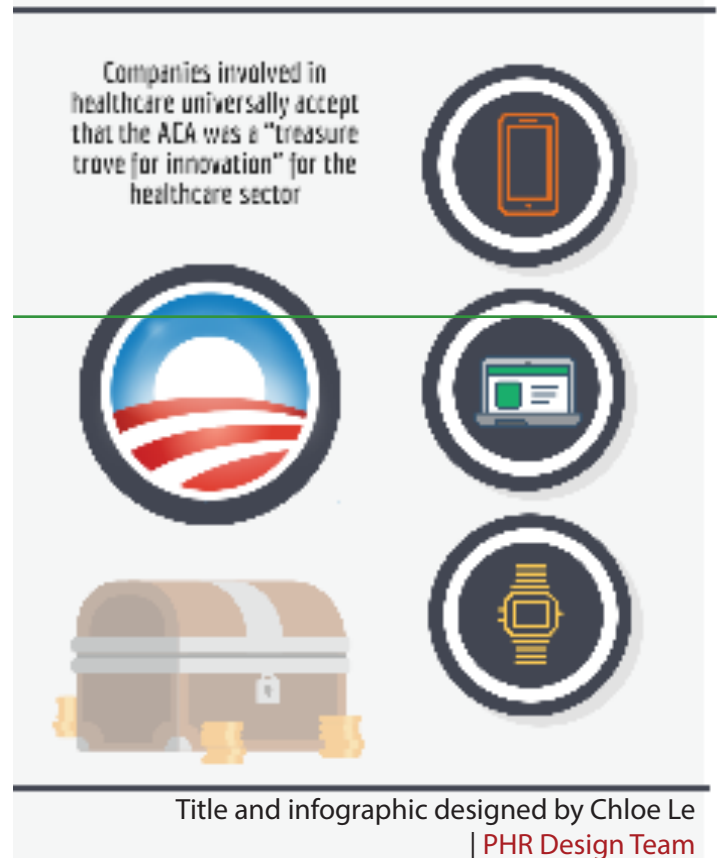 Companies involved in
healthcare universally accept
that the ACA was a "treasure
trove for innovation" for the
healthcare sector
Title and infographic designed by Chloe Le
| PHR Design Team